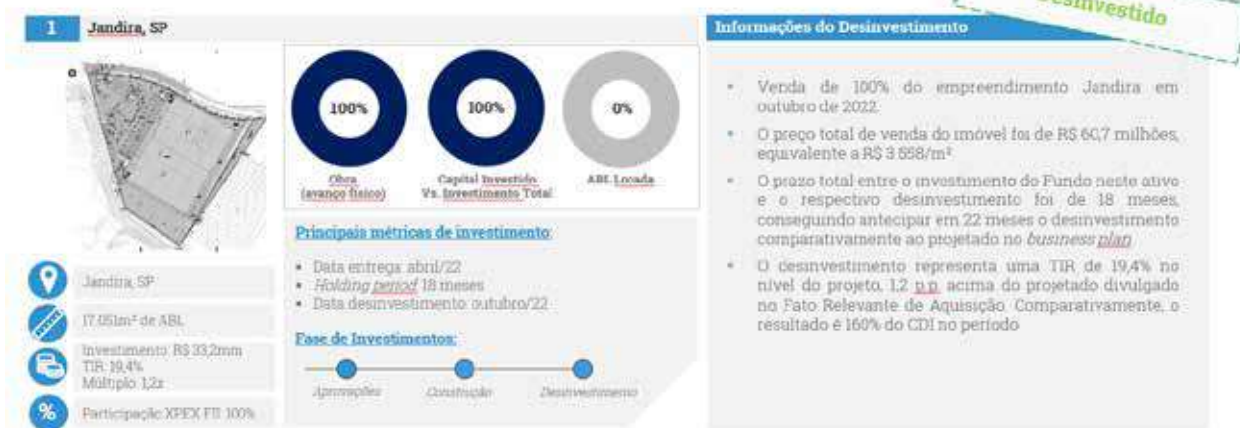 1 Jandira, SP
100%
100%
0%
Obra
(avanço físico)
Capital Investido
Vs. Investimento Total
ABL Locada
Principais métricas de investimento:
• Data entrega: abril/22
• Holding period: 18 meses
• Data desinvestimento: outubro/22
Fase de Investimentos:
Aprovações
Construção
Desinvestimento
Jandira, SP
17.051m² de ABL
Investimento: R$ 33,2mm
TIR: 19,4%
Múltiplo: 1,2x
Participação XPEX FII: 100%
Informações do Desinvestimento
Desinvestido
• Venda de 100% do empreendimento Jandira em
outubro de 2022.
• O preço total de venda do imóvel foi de R$ 60,7 milhões,
equivalente a R$ 3.558/m²
• O prazo total entre o investimento do Fundo neste ativo
e o respectivo desinvestimento foi de 18 meses,
conseguindo antecipar em 22 meses o desinvestimento
comparativamente ao projetado no business plan
• O desinvestimento representa uma TIR de 19,4% no
nível do projeto, 1,2 p.p. acima do projetado divulgado
no Fato Relevante de Aquisição. Comparativamente, o
resultado é 160% do CDI no período